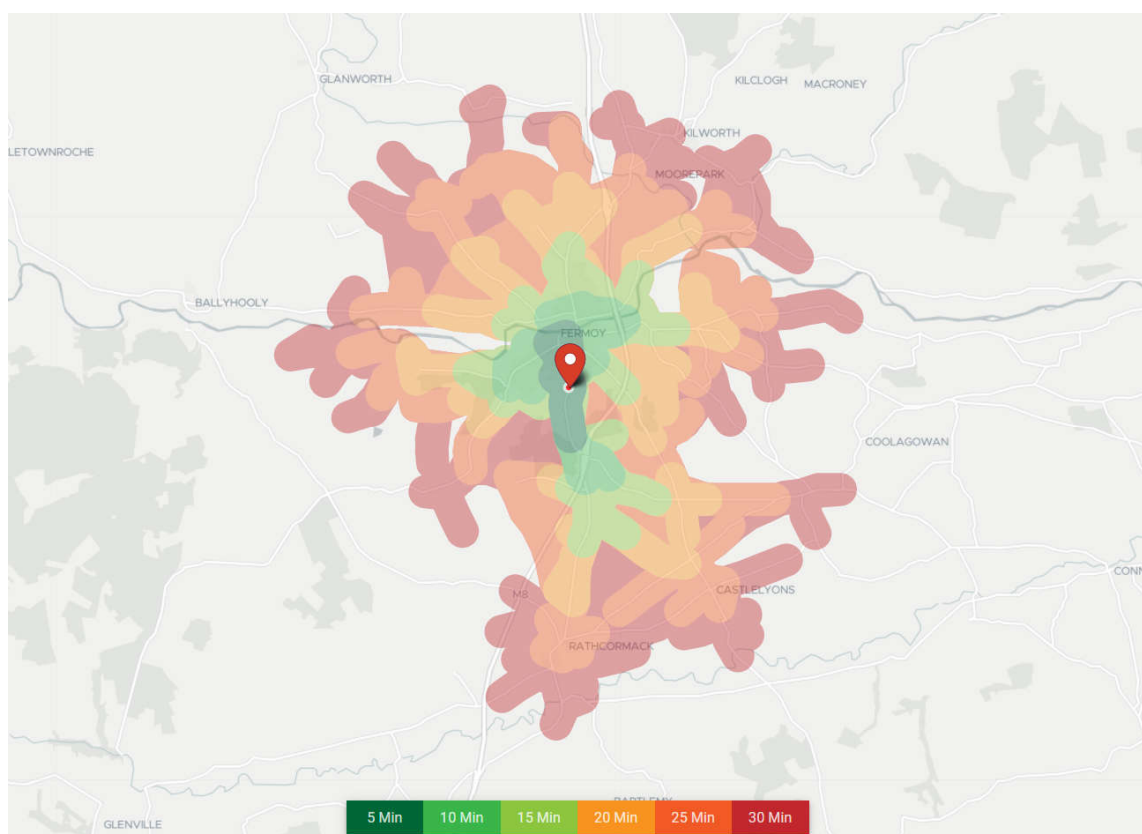 GLANWORTH
KILCLOGH
MACRONEY
KILWORTH
LETOWNROCHE
MOOREPARK
BALLYHOOLY
FERMOY
COOLAGOWAN
CONN
M8
CASTLELYONS
RATHCORMACK
GLENVILLE
5 Min 10 Min 15 Min 20 Min 25 Min 30 Min